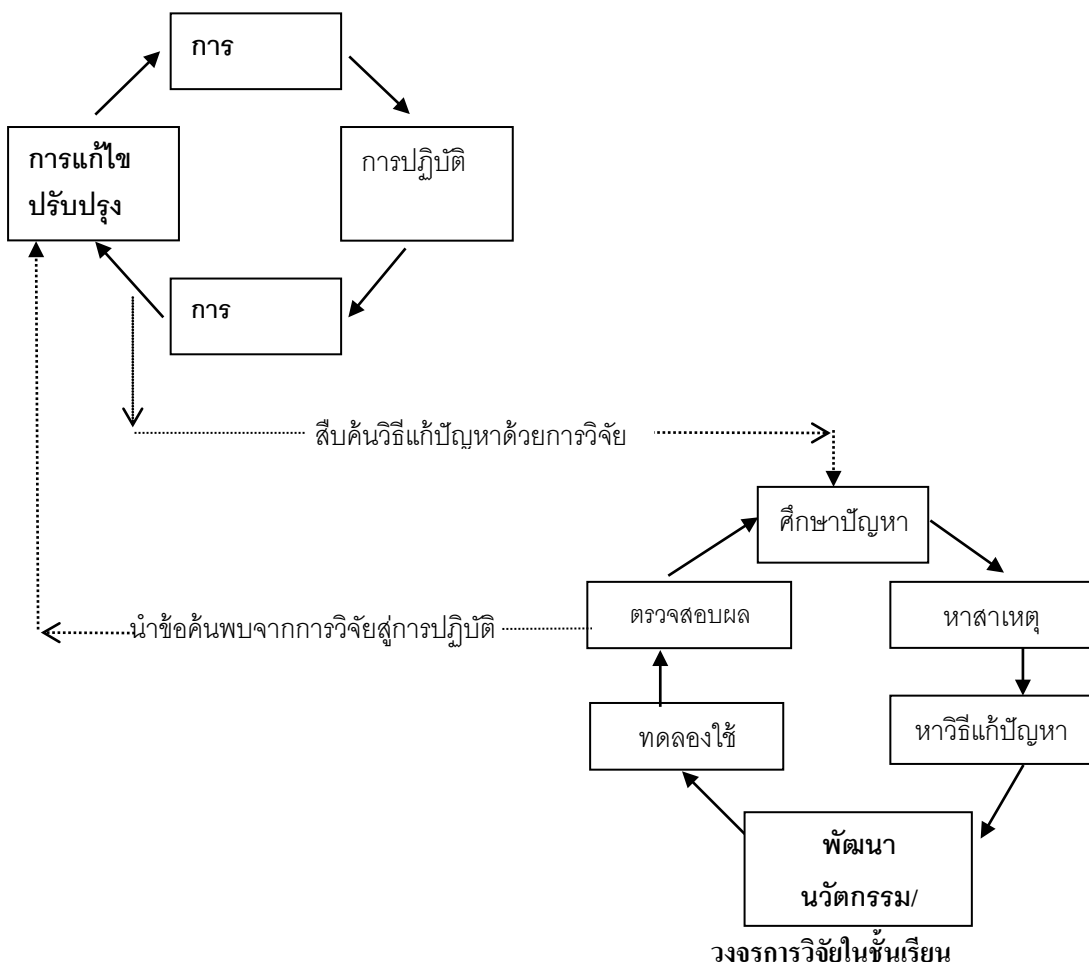 การ
การแก้ไข
ปรับปรุง
การปฏิบัติ
การ
สืบค้นวิธีแก้ปัญหาด้วยการวิจัย
ศึกษาปัญหา
ตรวจสอบผล
หาสาเหตุ
นำข้อค้นพบจากการวิจัยสู่การปฏิบัติ
ทดลองใช้
หาวิธีแก้ปัญหา
พัฒนา
นวัตกรรม/
วงจรการวิจัยในชั้นเรียน